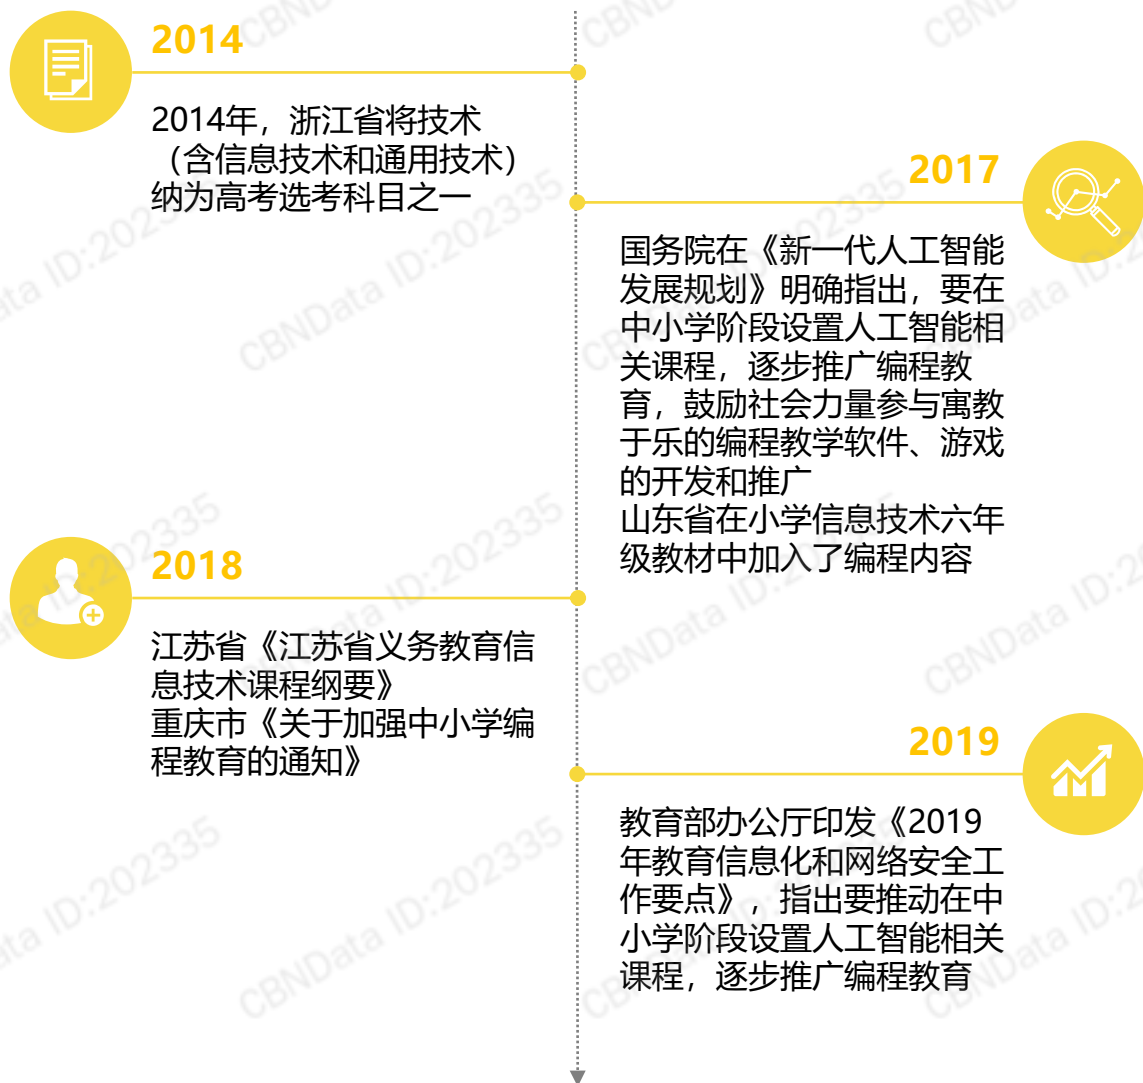 2014
2014年，浙江省将技术
（含信息技术和通用技术）
纳为高考选考科目之一
2017
国务院在《新一代人工智能
发展规划》明确指出，要在
中小学阶段设置人工智能相
关课程，逐步推广编程教
育，鼓励社会力量参与寓教
于乐的编程教学软件、游戏
的开发和推广
山东省在小学信息技术六年
级教材中加入了编程内容
2018
江苏省《江苏省义务教育信
息技术课程纲要》
重庆市《关于加强中小学编
程教育的通知》
2019
教育部办公厅印发《2019
年教育信息化和网络安全工
作要点》，指出要推动在中
小学阶段设置人工智能相关
课程，逐步推广编程教育
CBNData ID:202335